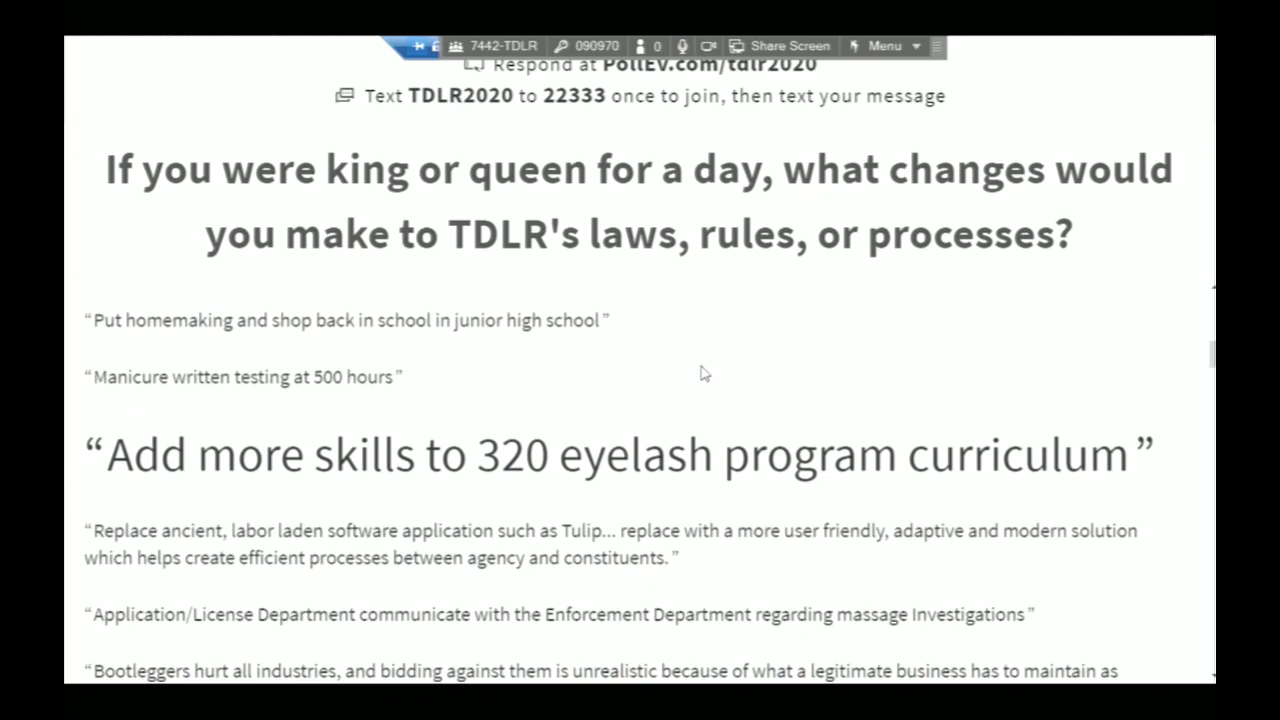 7442-TDLR 090970 0 Share Screen Menu
Respond at PollEv.com/tdlr2020
Text TDLR2020 to 22333 once to join, then text your message
If you were king or queen for a day, what changes would
you make to TDLR's laws, rules, or processes?
“Put homemaking and shop back in school in junior high school”
“Manicure written testing at 500 hours”
“Add more skills to 320 eyelash program curriculum”
“Replace ancient, labor laden software application such as Tulip... replace with a more user friendly, adaptive and modern solution
which helps create efficient processes between agency and constituents.”
“Application/License Department communicate with the Enforcement Department regarding massage Investigations”
“Bootleggers hurt all industries, and bidding against them is unrealistic because of what a legitimate business has to maintain as